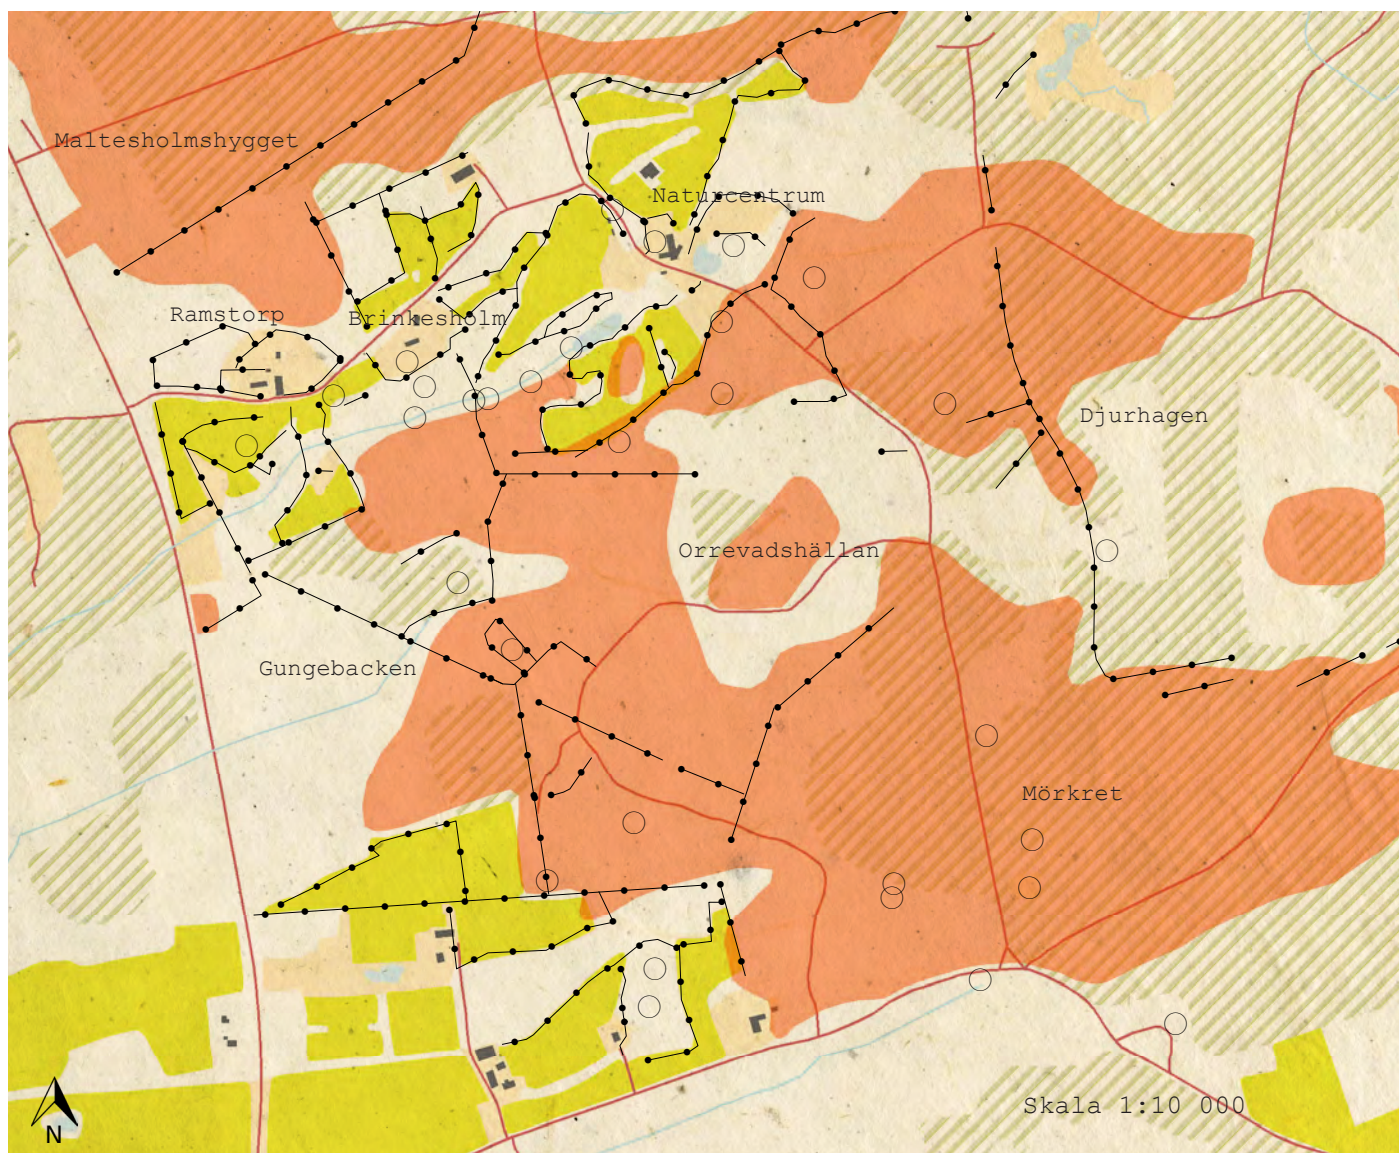 Maltesholmshygget
Naturcentrum
Ramstorp
Brinkesholm
Djurhagen
Orrevadshällan
Gungebacken
Mörkret
Skala 1:10 000
N